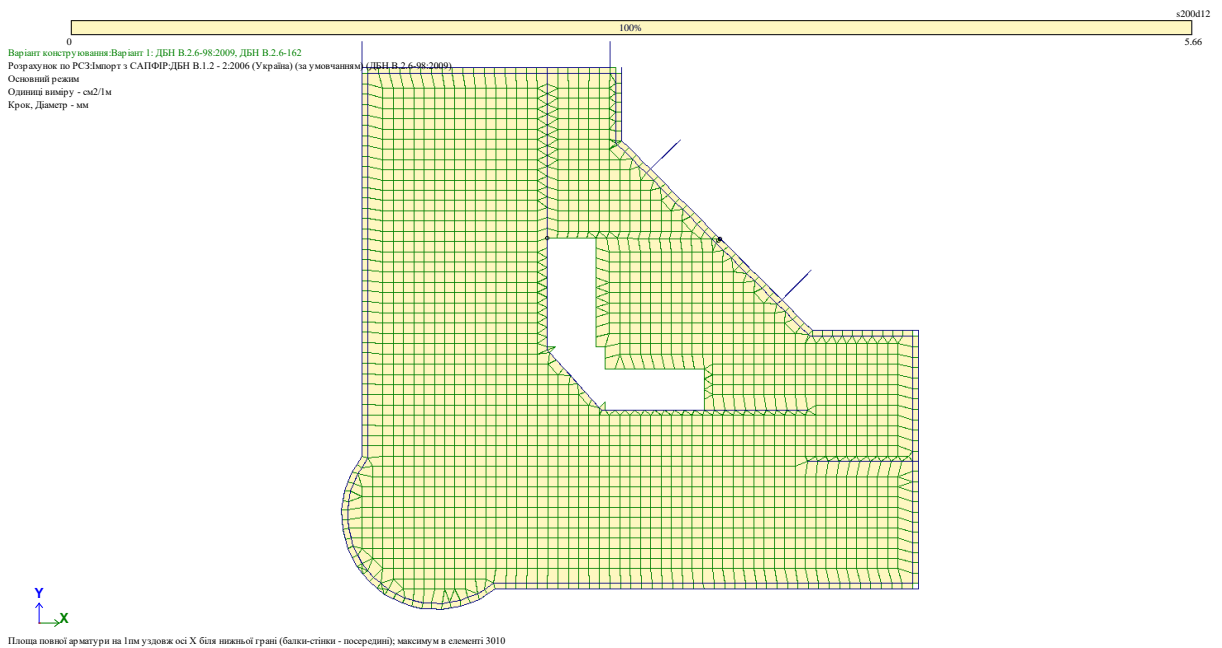 s200d12
100%
0 5.66
Варіант конструювання:Варіант 1: ДБН В.2.6-98:2009, ДБН В.2.6-162
Розрахунок по РСЗ:Імпорт з САПФІР:ДБН В.1.2 - 2:2006 (Україна) (за умовчанням) (ДБН В.2.6-98:2009)
Основний режим
Одиниці виміру - см2/1м
Крок, Діаметр - мм
Y
X
Площа повної арматури на 1пм уздовж осі X біля нижньої грані (балки-стінки - посередині); максимум в елементі 3010